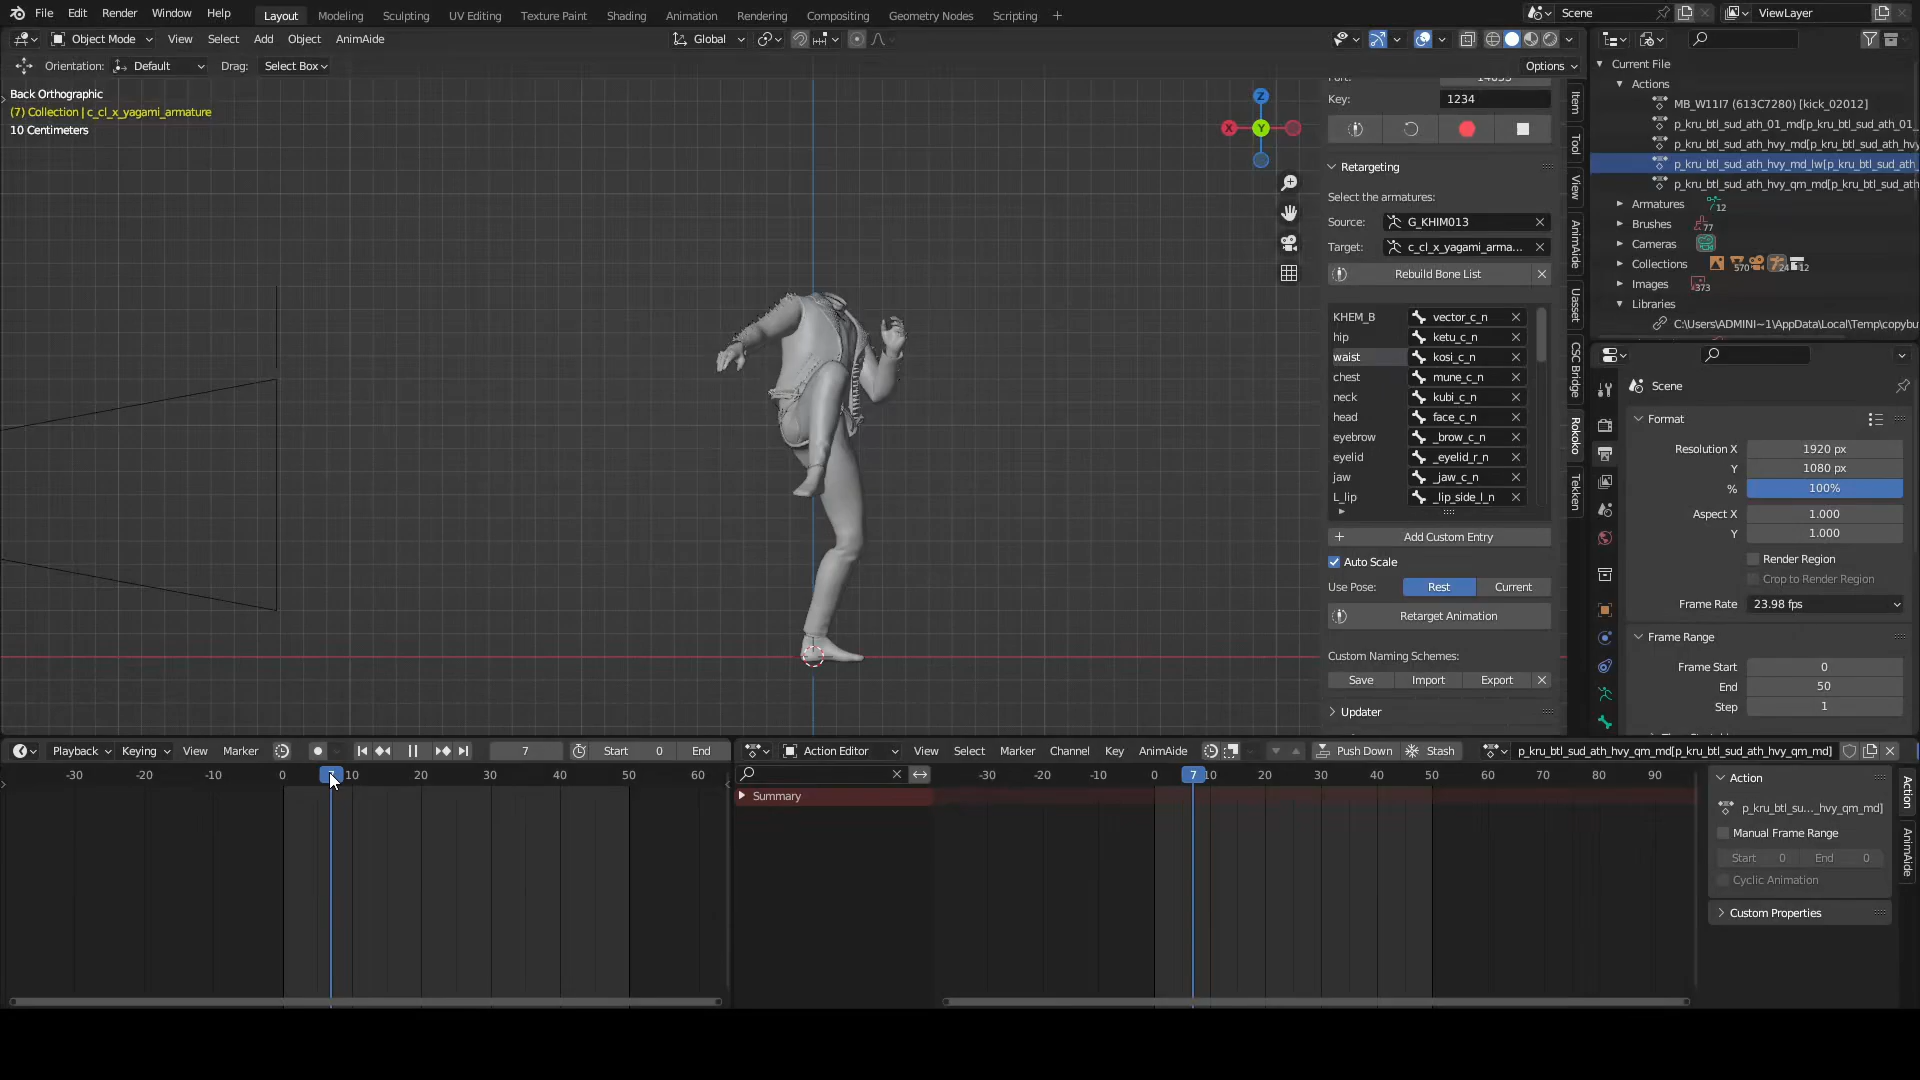 File Edit Render Window Help Layout Modeling Sculpting UV Editing Texture Paint Shading Animation Rendering Compositing Geometry Nodes Scripting + Scene ViewLayer
Object Mode View Select Add Object AnimAide Global
Orientation: Default Drag: Select Box Options
Back Orthographic
(7) Collection | c_cl_x_yagami_armature
10 Centimeters
Z
X
Y
Key: 1234
Retargeting
Select the armatures:
Source: G_KHIM013
Target: c_cl_x_yagami_arma...
Rebuild Bone List
KHEM_B vector_c_n
hip ketu_c_n
waist kosi_c_n
chest mune_c_n
neck kubi_c_n
head face_c_n
eyebrow _brow_c_n
eyelid _eyelid_r_n
jaw _jaw_c_n
L_lip _lip_side_l_n
Add Custom Entry
Auto Scale
Use Pose: Rest Current
Retarget Animation
Custom Naming Schemes:
Save Import Export
Updater
Item
Tool
View
AnimAide
Uasset
CSC Bridge
Rokoko
Tekken
Current File
Actions
MB_W11I7 (613C7280) [kick_02012]
p_kru_btl_sud_ath_01_md[p_kru_btl_sud_ath_01_
p_kru_btl_sud_ath_hvy_md[p_kru_btl_sud_ath_hv
p_kru_btl_sud_ath_hvy_md_lw[p_kru_btl_sud_ath_
p_kru_btl_sud_ath_hvy_qm_md[p_kru_btl_sud_ath
Armatures 12
Brushes 77
Cameras
Collections 570 24 12
Images 373
Libraries
C:\Users\ADMINI~1\AppData\Local\Temp\copybu
Scene
Format
Resolution X 1920 px
Y 1080 px
% 100%
Aspect X 1.000
Y 1.000
Render Region
Crop to Render Region
Frame Rate 23.98 fps
Frame Range
Frame Start 0
End 50
Step 1
Playback Keying View Marker 7 Start 0 End
-30 -20 -10 0 7 10 20 30 40 50 60
Action Editor View Select Marker Channel Key AnimAide Push Down Stash p_kru_btl_sud_ath_hvy_qm_md[p_kru_btl_sud_ath_hvy_qm_md]
-30 -20 -10 0 7 10 20 30 40 50 60 70 80 90
Summary
Action
p_kru_btl_su..._hvy_qm_md]
Manual Frame Range
Start 0 End 0
Cyclic Animation
Custom Properties
Action
AnimAide